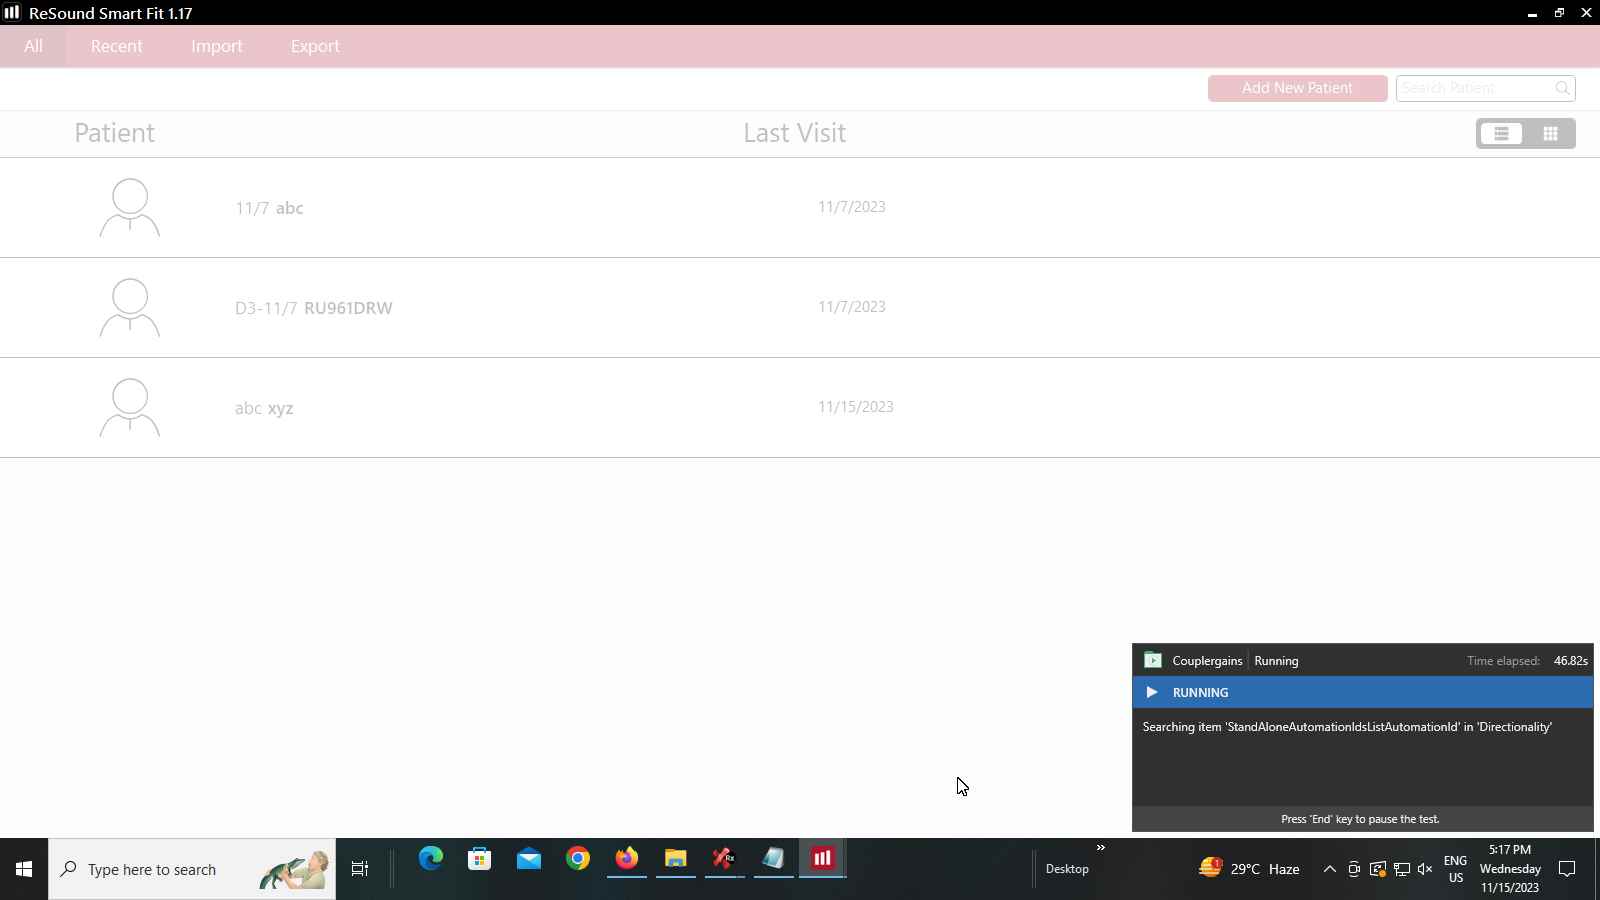 ReSound Smart Fit 1.17
All Recent Import Export
Add New Patient Search Patient
Patient Last Visit
11/7 abc 11/7/2023
D3-11/7 RU961DRW 11/7/2023
abc xyz 11/15/2023
Couplergains Running Time elapsed: 46.82s
RUNNING
Searching item 'StandAloneAutomationIdsListAutomationId' in 'Directionality'
Press 'End' key to pause the test.
Type here to search
Rx
Desktop
»
1
29°C Haze
ENG
US
5:17 PM
Wednesday
11/15/2023